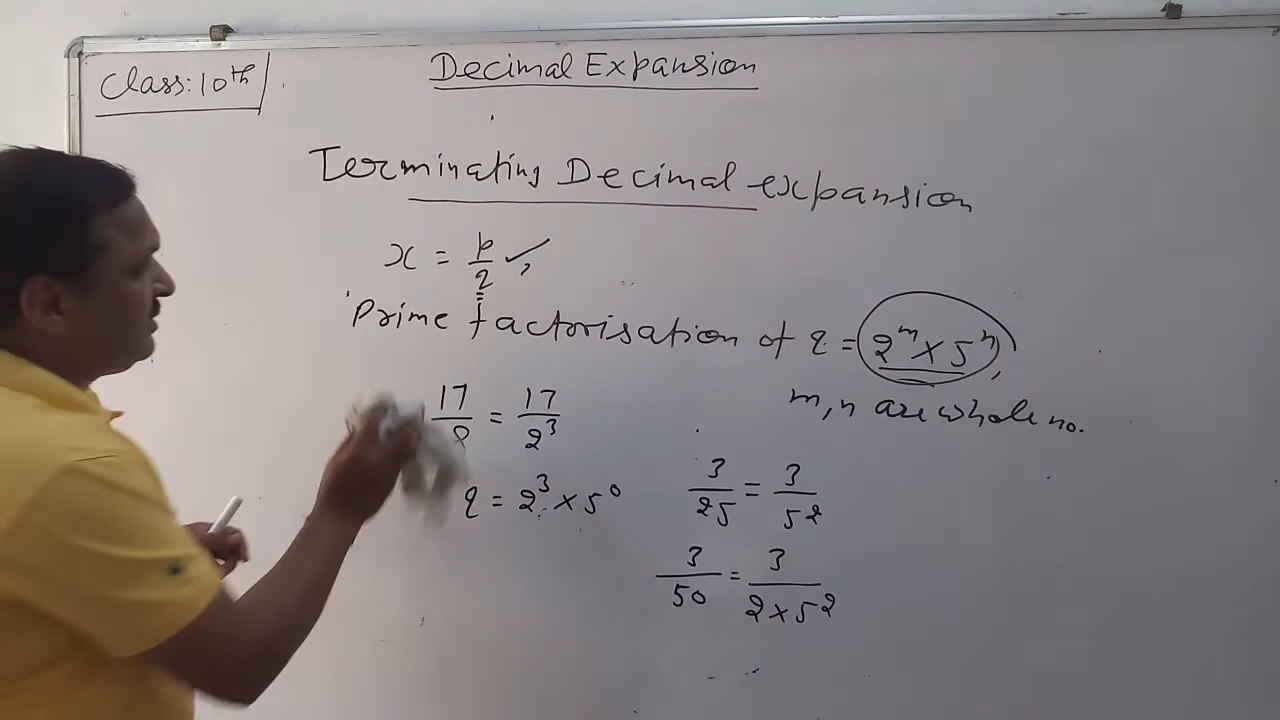 Class: 10th
Decimal Expansion
Terminating Decimal expansion
x = p/q ✓,
Prime factorisation of q = 2^m × 5^n,
m, n are whole no.
17/8 = 17/2^3
q = 2^3 × 5^0
3/25 = 3/5^2
3/50 = 3/2×5^2